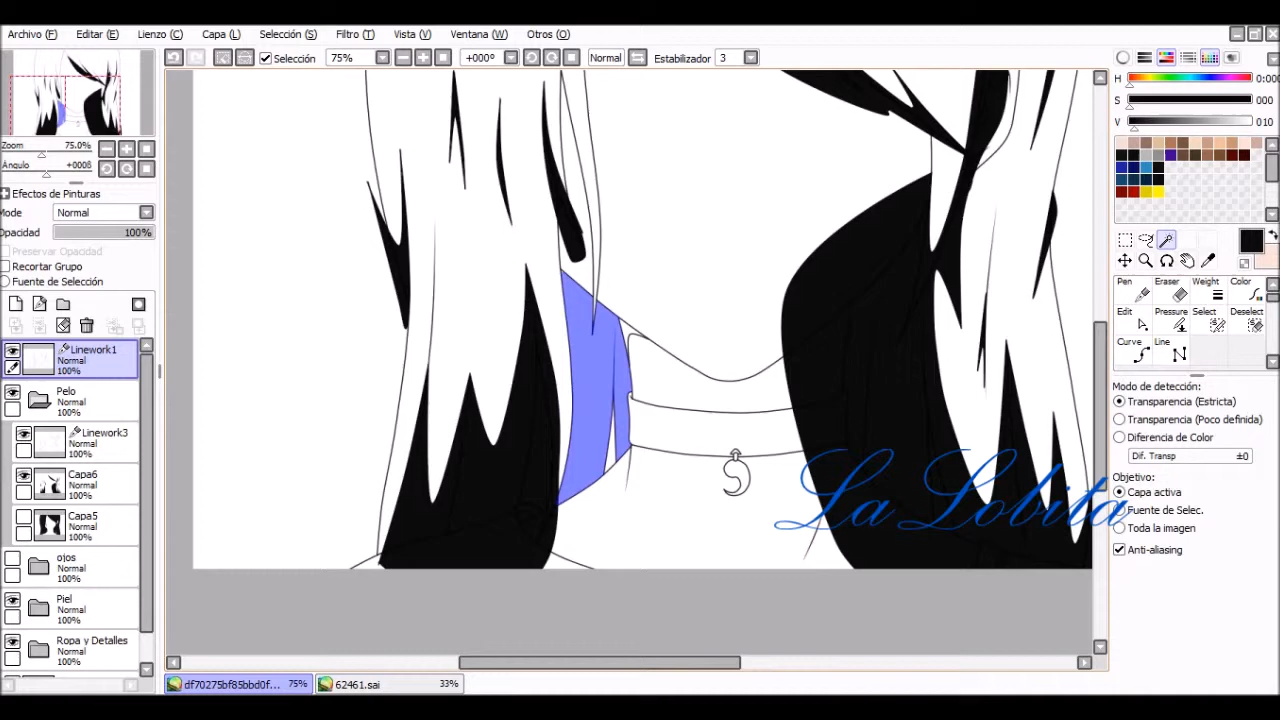 Archivo (F) Editar (E) Lienzo (C) Capa (L) Selección (S) Filtro (T) Vista (V) Ventana (W) Otros (O)
Selección 75% +000º Normal Estabilizador 3
Zoom 75.0%
Ángulo +000ß
Efectos de Pinturas
Mode Normal
Opacidad 100%
Preservar Opacidad
Recortar Grupo
Fuente de Selección
Linework1
Normal
100%
Pelo
Normal
100%
Linework3
Normal
100%
Capa6
Normal
100%
Capa5
Normal
100%
ojos
Normal
100%
Piel
Normal
100%
Ropa y Detalles
Normal
100%
H 0:000
S 000
V 010
Pen Eraser Weight Color
Edit Pressure Select Deselect
Curve Line
Modo de detección:
Transparencia (Estricta)
Transparencia (Poco definida)
Diferencia de Color
Dif. Transp ±0
Objetivo:
Capa activa
Fuente de Selec.
Toda la imagen
Anti-aliasing
La Lobita
df70275bf85bbd0f... 75% 62461.sai 33%